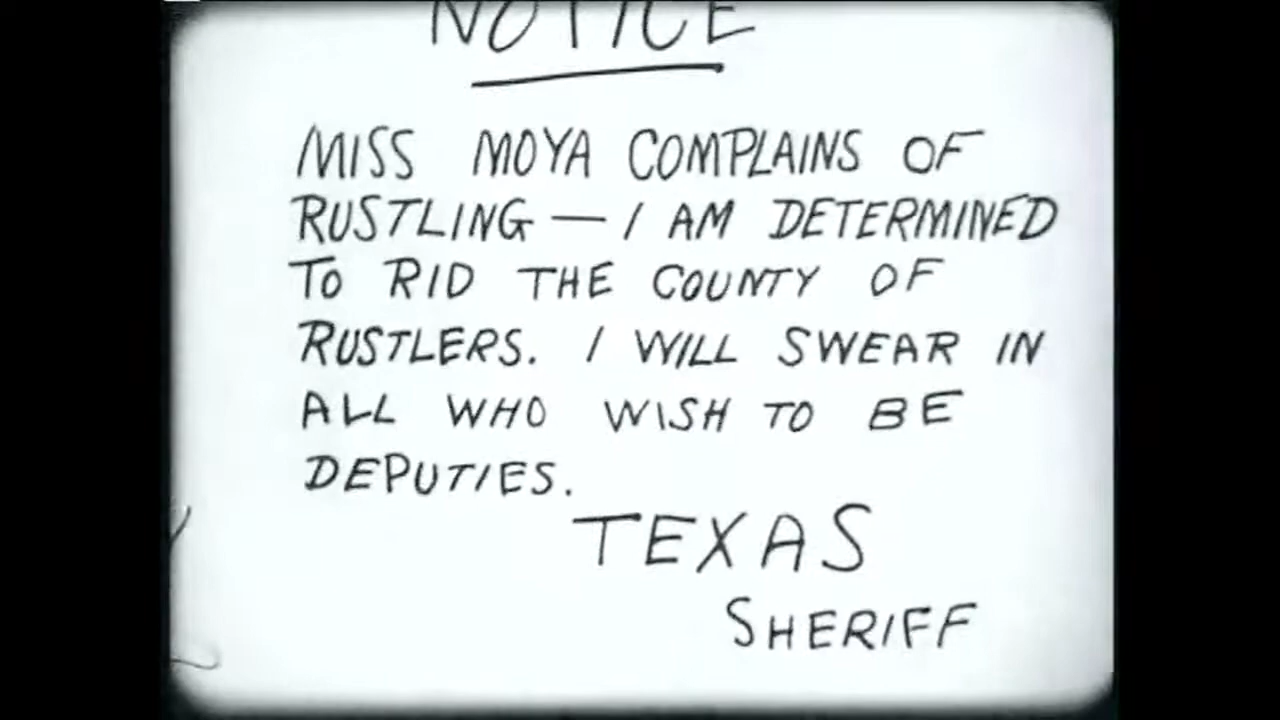 NOTICE
MISS MOYA COMPLAINS OF
RUSTLING — I AM DETERMINED
TO RID THE COUNTY OF
RUSTLERS. I WILL SWEAR IN
ALL WHO WISH TO BE
DEPUTIES.
TEXAS
SHERIFF